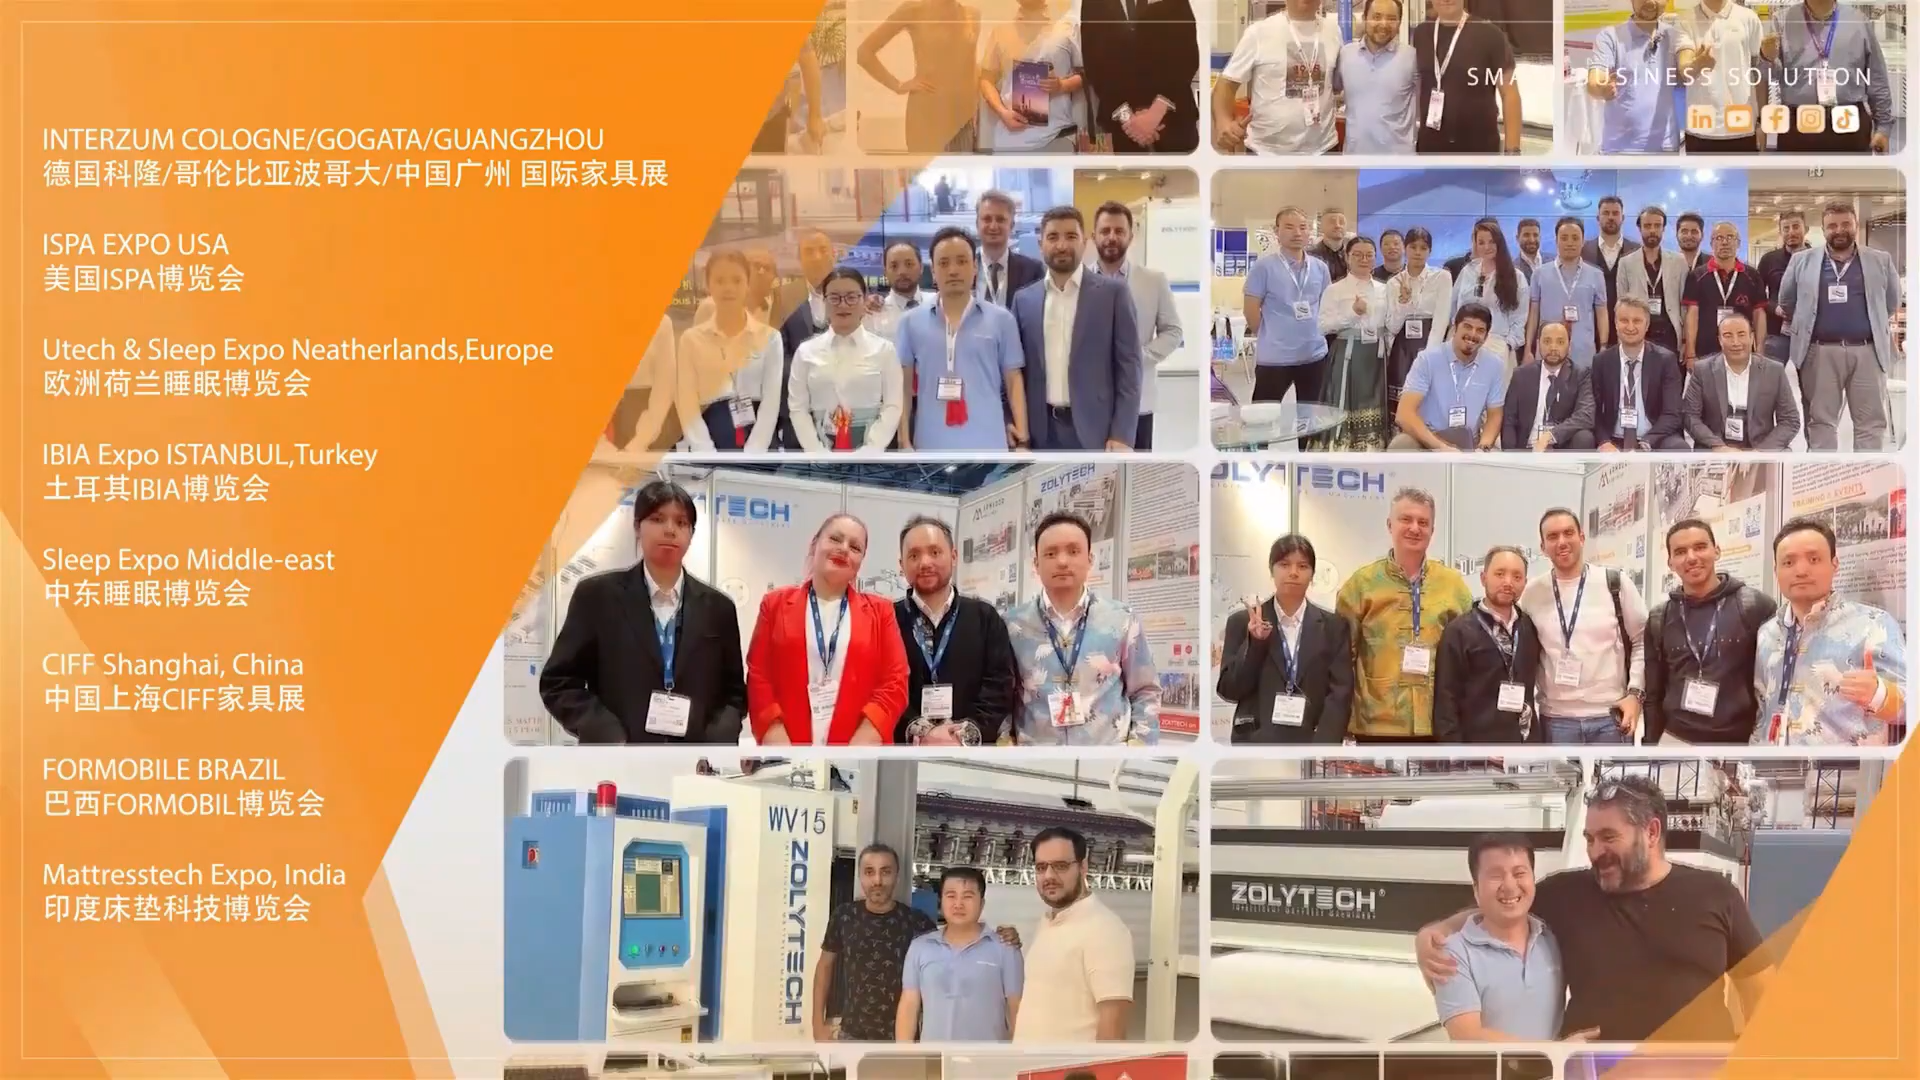 INTERZUM COLOGNE/GOGATA/GUANGZHOU
德国科隆/哥伦比亚波哥大/中国广州 国际家具展
ISPA EXPO USA
美国ISPA博览会
Utech & Sleep Expo Neatherlands,Europe
欧洲荷兰睡眠博览会
IBIA Expo ISTANBUL,Turkey
土耳其IBIA博览会
Sleep Expo Middle-east
中东睡眠博览会
CIFF Shanghai, China
中国上海CIFF家具展
FORMOBILE BRAZIL
巴西FORMOBIL博览会
Mattresstech Expo, India
印度床垫科技博览会
BUSINESS SOLUTION
ZOLYTECH
ZOLYTECH
ZOLYTECH
ZOLYTECH
TRAINING & EVENTS
WV15
ZOLYTECH
ZOLYTECH